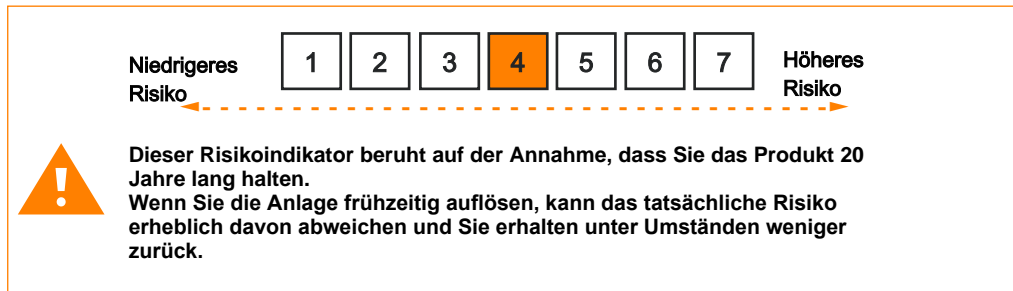 Niedrigeres
Risiko
1 2 3 4 5 6 7
Höheres
Risiko
!
Dieser Risikoindikator beruht auf der Annahme, dass Sie das Produkt 20
Jahre lang halten.
Wenn Sie die Anlage frühzeitig auflösen, kann das tatsächliche Risiko
erheblich davon abweichen und Sie erhalten unter Umständen weniger
zurück.